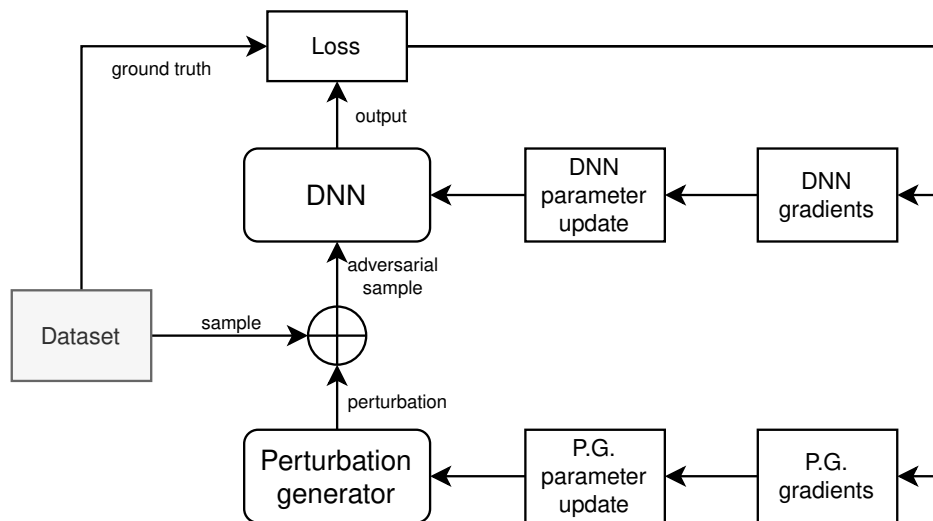 Loss
ground truth
output
DNN
DNN
parameter
update
DNN
gradients
adversarial
sample
Dataset
sample
perturbation
Perturbation
generator
P.G.
parameter
update
P.G.
gradients